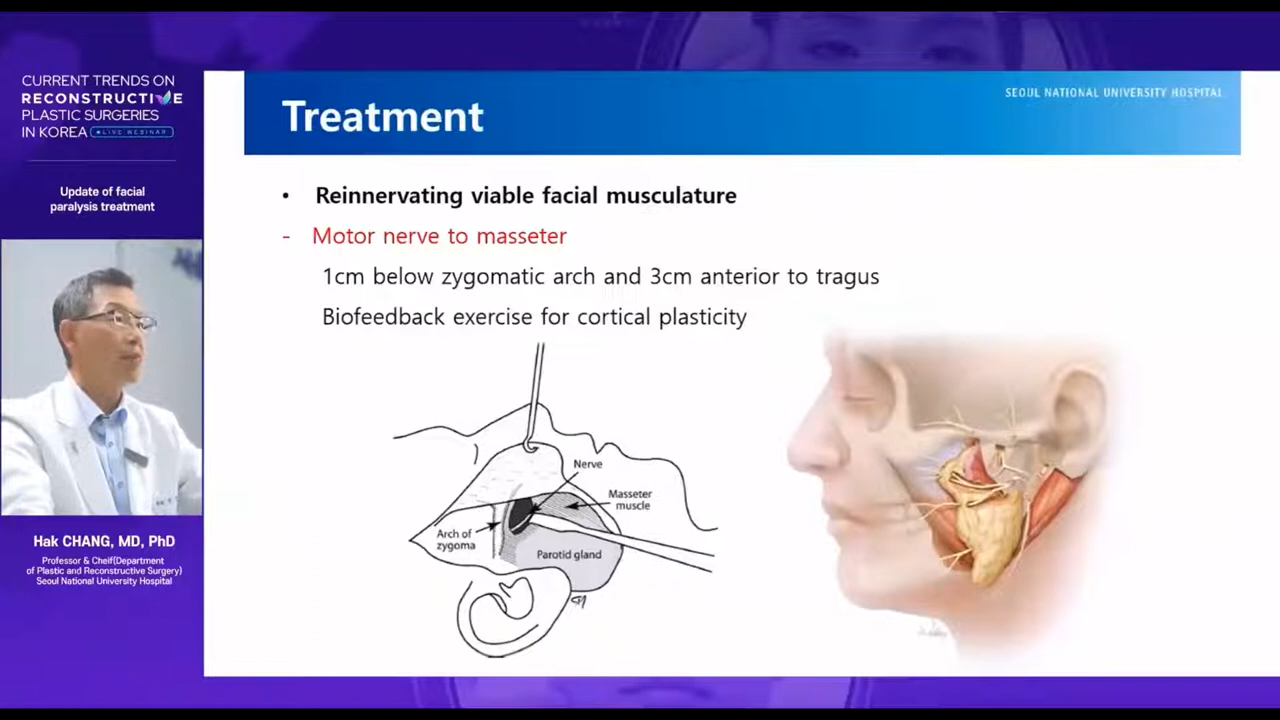 CURRENT TRENDS ON
RECONSTRUCTIVE
PLASTIC SURGERIES
IN KOREA LIVE WEBINAR
Update of facial
paralysis treatment
Hak CHANG, MD, PhD
Professor & Cheif(Department
of Plastic and Reconstructive Surgery)
Seoul National University Hospital
SEOUL NATIONAL UNIVERSITY HOSPITAL
Treatment
• Reinnervating viable facial musculature
- Motor nerve to masseter
1cm below zygomatic arch and 3cm anterior to tragus
Biofeedback exercise for cortical plasticity
Nerve
Masseter
muscle
Arch of
zygoma
Parotid gland